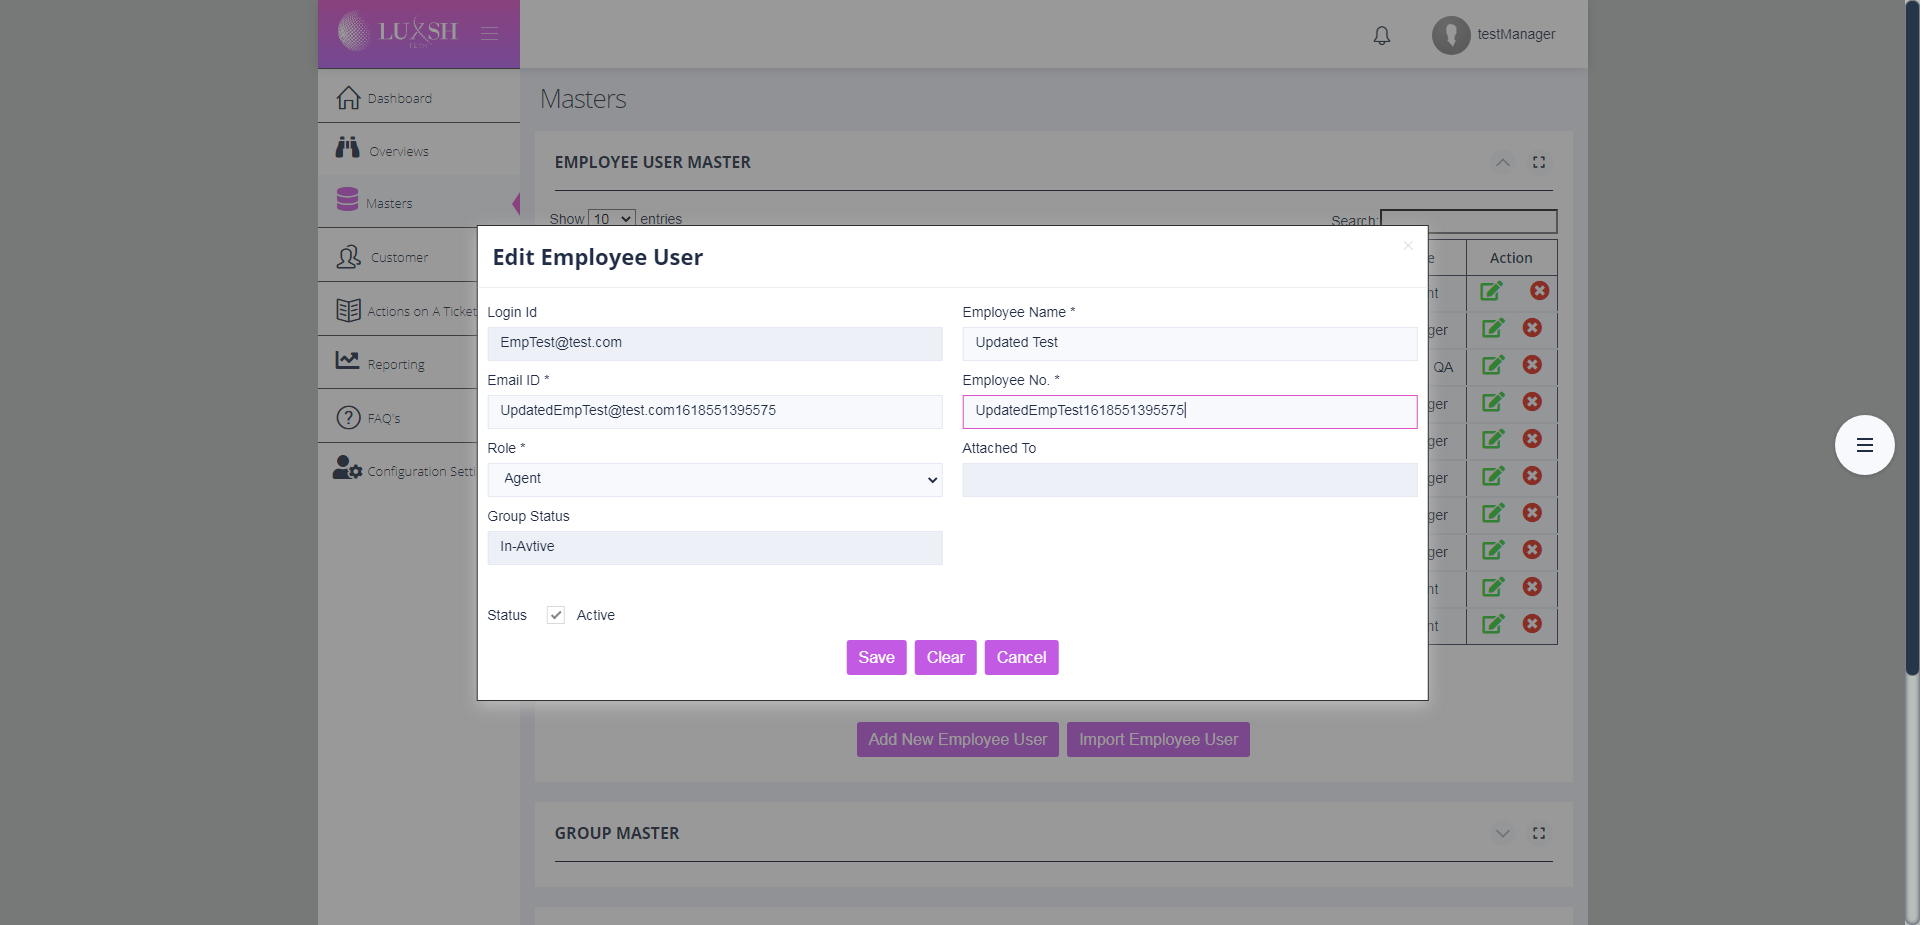 LUXSH
testManager
Dashboard
Overviews
Masters
Customer
Actions on A Ticket
Reporting
FAQ's
Configuration Setti
Masters
EMPLOYEE USER MASTER
Show 10 entries
Search:
e
Action
nt
ger
QA
ger
ger
ger
ger
ger
nt
nt
Edit Employee User
×
Login Id
Employee Name *
EmpTest@test.com
Updated Test
Email ID *
Employee No. *
UpdatedEmpTest@test.com1618551395575
UpdatedEmpTest1618551395575
Role *
Attached To
Agent
Group Status
In-Avtive
Status
Active
Save
Clear
Cancel
Add New Employee User
Import Employee User
GROUP MASTER